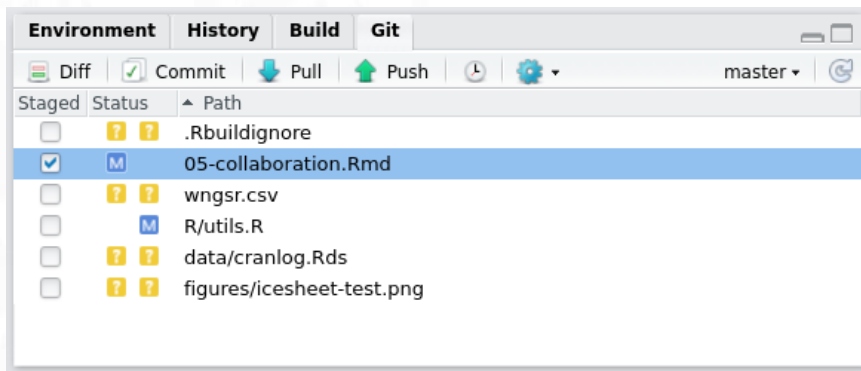 Environment History Build Git
Diff Commit Pull Push master
Staged Status Path
? ? .Rbuildignore
M 05-collaboration.Rmd
? ? wngsr.csv
M R/utils.R
? ? data/cranlog.Rds
? ? figures/icesheet-test.png